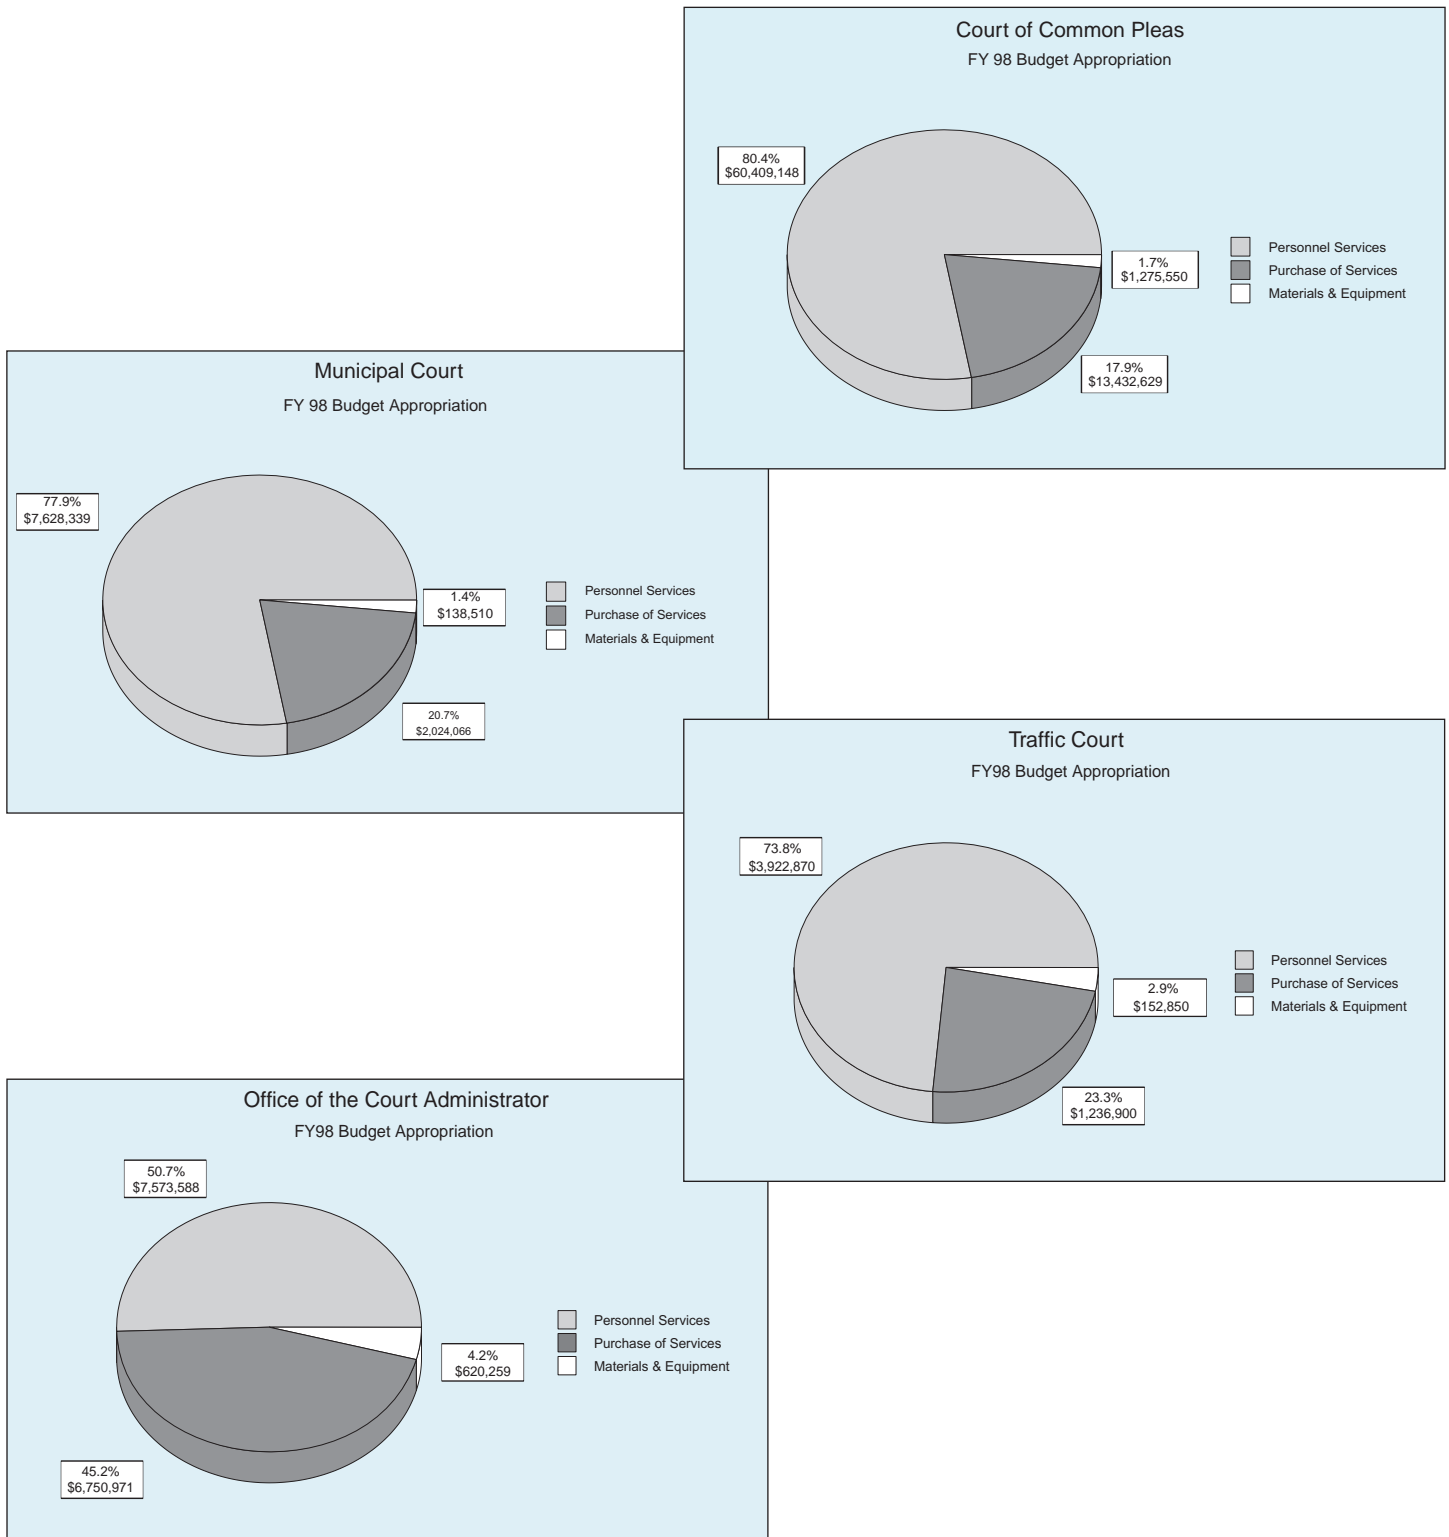 Court of Common Pleas
FY 98 Budget Appropriation
80.4%
$60,409,148
1.7%
$1,275,550
17.9%
$13,432,629
Personnel Services
Purchase of Services
Materials & Equipment
Municipal Court
FY 98 Budget Appropriation
77.9%
$7,628,339
1.4%
$138,510
20.7%
$2,024,066
Personnel Services
Purchase of Services
Materials & Equipment
Traffic Court
FY98 Budget Appropriation
73.8%
$3,922,870
2.9%
$152,850
23.3%
$1,236,900
Personnel Services
Purchase of Services
Materials & Equipment
Office of the Court Administrator
FY98 Budget Appropriation
50.7%
$7,573,588
4.2%
$620,259
45.2%
$6,750,971
Personnel Services
Purchase of Services
Materials & Equipment